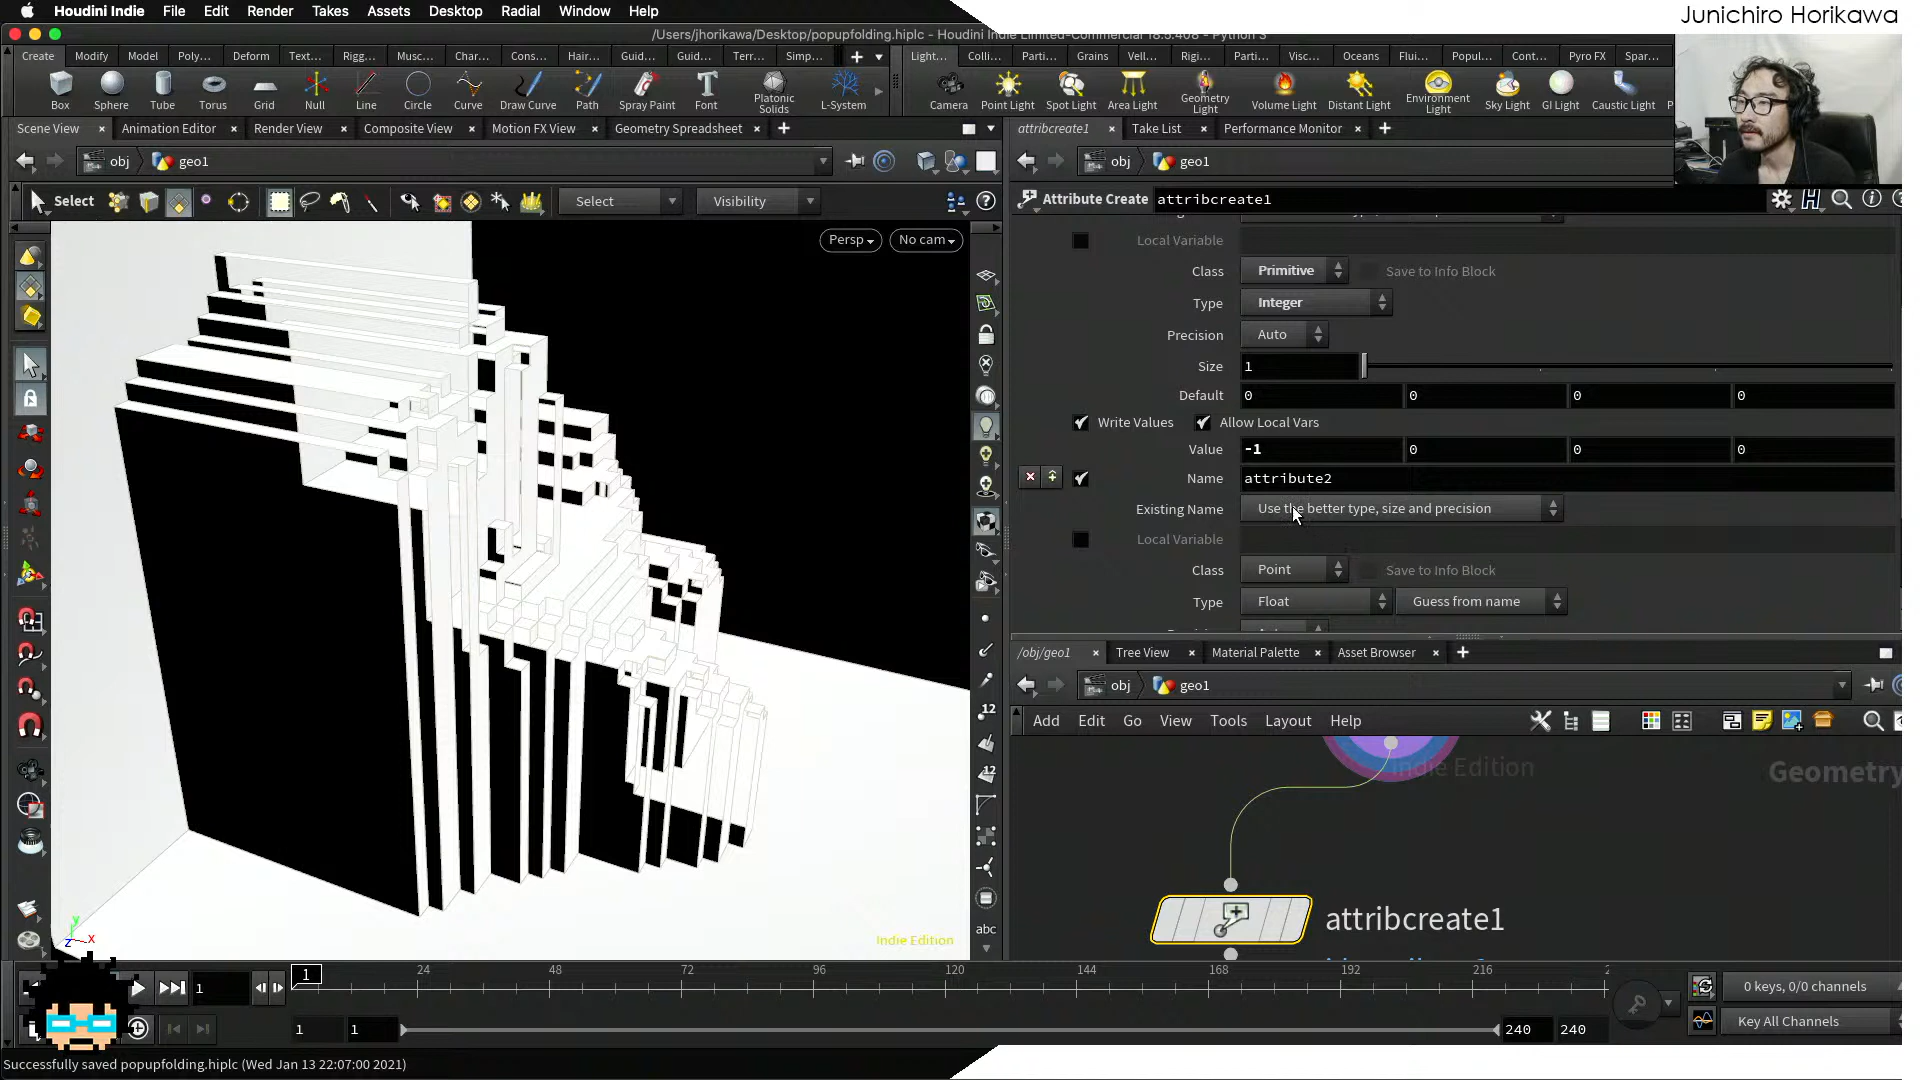 Houdini Indie File Edit Render Takes Assets Desktop Radial Window Help
Junichiro Horikawa
/Users/jhorikawa/Desktop/popupfolding.hiplc - Houdini Indie Limited-Commercial 18.5.408 - Python 3
Create Modify Model Poly... Deform Text... Rigg... Musc... Char... Cons... Hair... Guid... Guid... Terr... Simp...
Light... Colli... Parti... Grains Vell... Rigi... Parti... Visc... Oceans Flui... Popul... Cont... Pyro FX Spar...
Box Sphere Tube Torus Grid Null Line Circle Curve Draw Curve Path Spray Paint Font Platonic Solids L-System
Camera Point Light Spot Light Area Light Geometry Light Volume Light Distant Light Environment Light Sky Light GI Light Caustic Light
Scene View Animation Editor Render View Composite View Motion FX View Geometry Spreadsheet
attribcreate1 Take List Performance Monitor
obj geo1
obj geo1
Select Select Visibility
Attribute Create attribcreate1
Persp No cam
Local Variable
Class Primitive Save to Info Block
Type Integer
Precision Auto
Size 1
Default 0 0 0 0
Write Values Allow Local Vars
Value -1 0 0 0
Name attribute2
Existing Name Use the better type, size and precision
Local Variable
Class Point Save to Info Block
Type Float Guess from name
/obj/geo1 Tree View Material Palette Asset Browser
obj geo1
Add Edit Go View Tools Layout Help
12
12
abc
Indie Edition
Geometry
attribcreate1
y
z x
Indie Edition
1
1 24 48 72 96 120 144 168 192 216 2
0 keys, 0/0 channels
1 1 240 240
Key All Channels
Successfully saved popupfolding.hiplc (Wed Jan 13 22:07:00 2021)